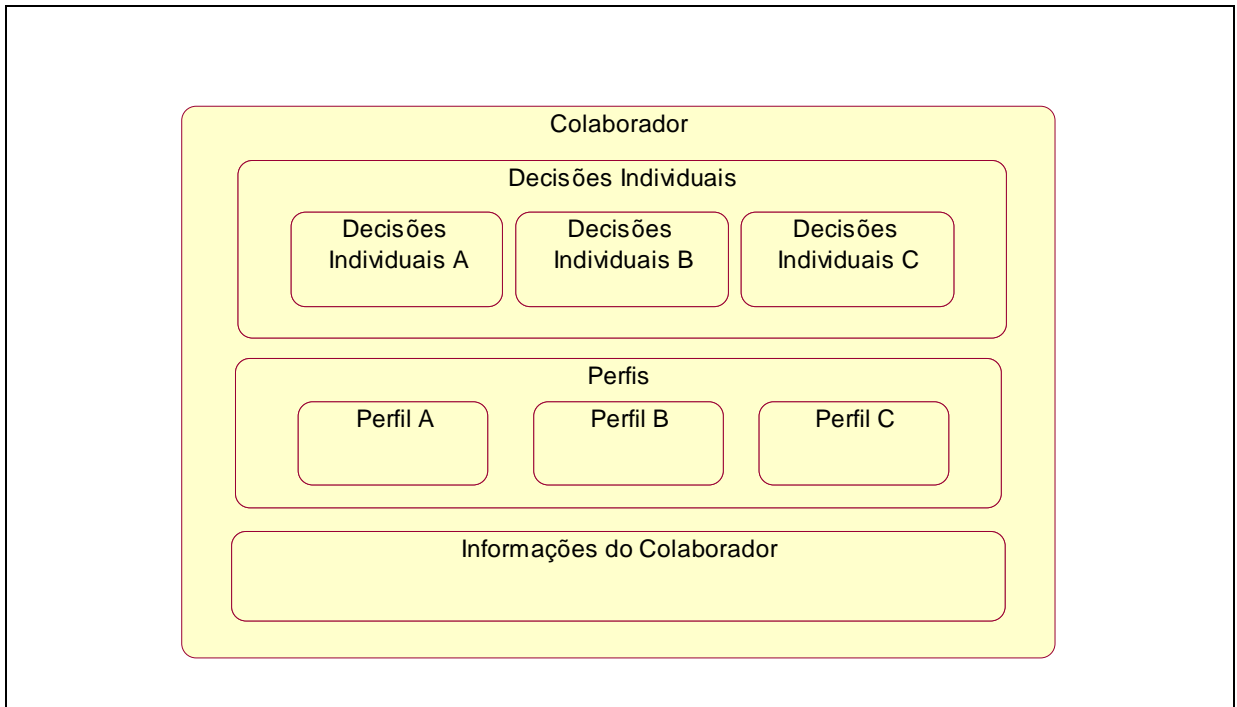 Colaborador
Decisões Individuais
Decisões
Individuais A
Decisões
Individuais B
Decisões
Individuais C
Perfis
Perfil A
Perfil B
Perfil C
Informações do Colaborador